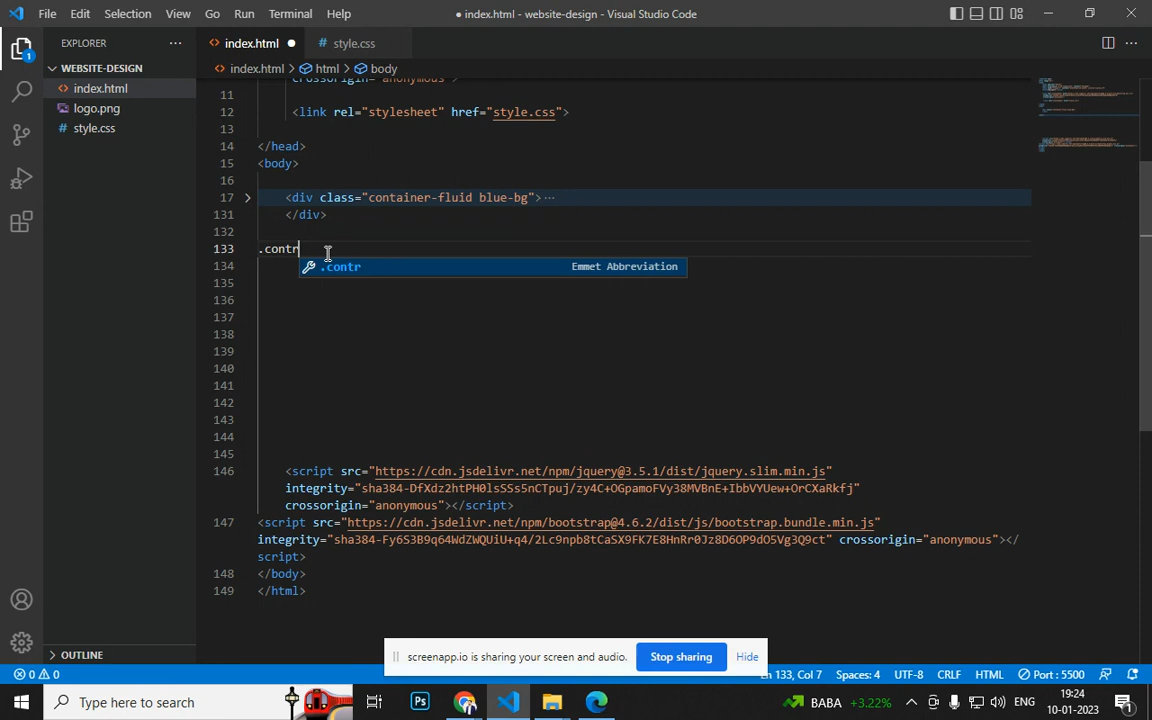 File Edit Selection View Go Run Terminal Help
● index.html - website-design - Visual Studio Code
EXPLORER
index.html ●
style.css
WEBSITE-DESIGN
index.html
logo.png
style.css
index.html > html > body
crossorigin="anonymous">
11
12 <link rel="stylesheet" href="style.css">
13
14 </head>
15 <body>
16
17 <div class="container-fluid blue-bg">
131 </div>
132
133 .contr
.contr Emmet Abbreviation
134
135
136
137
138
139
140
141
142
143
144
145
146 <script src="https://cdn.jsdelivr.net/npm/jquery@3.5.1/dist/jquery.slim.min.js"
integrity="sha384-DfXdz2htPH0lsSSs5nCTpuj/zy4C+OGpamoFVy38MVBnE+IbbVYUew+OrCXaRkfj"
crossorigin="anonymous"></script>
147 <script src="https://cdn.jsdelivr.net/npm/bootstrap@4.6.2/dist/js/bootstrap.bundle.min.js"
integrity="sha384-Fy6S3B9q64WdZWQUiU+q4/2Lc9npb8tCaSX9FK7E8HnRr0Jz8D6OP9dO5Vg3Q9ct" crossorigin="anonymous"></
script>
148 </body>
149 </html>
OUTLINE
screenapp.io is sharing your screen and audio. Stop sharing Hide
0 0
Ln 133, Col 7 Spaces: 4 UTF-8 CRLF HTML Port : 5500
1
Type here to search
BABA +3.22%
ENG
19:24
10-01-2023
1